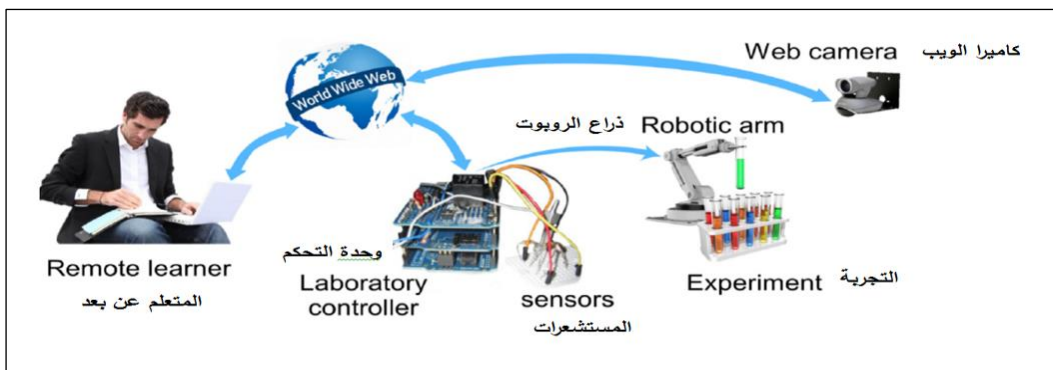 Web camera كاميرا الويب
World Wide Web
ذراع الروبوت Robotic arm
Remote learner
المتعلم عن بعد
وحدة التحكم
Laboratory
controller
sensors
المستشعرات
Experiment التجربة